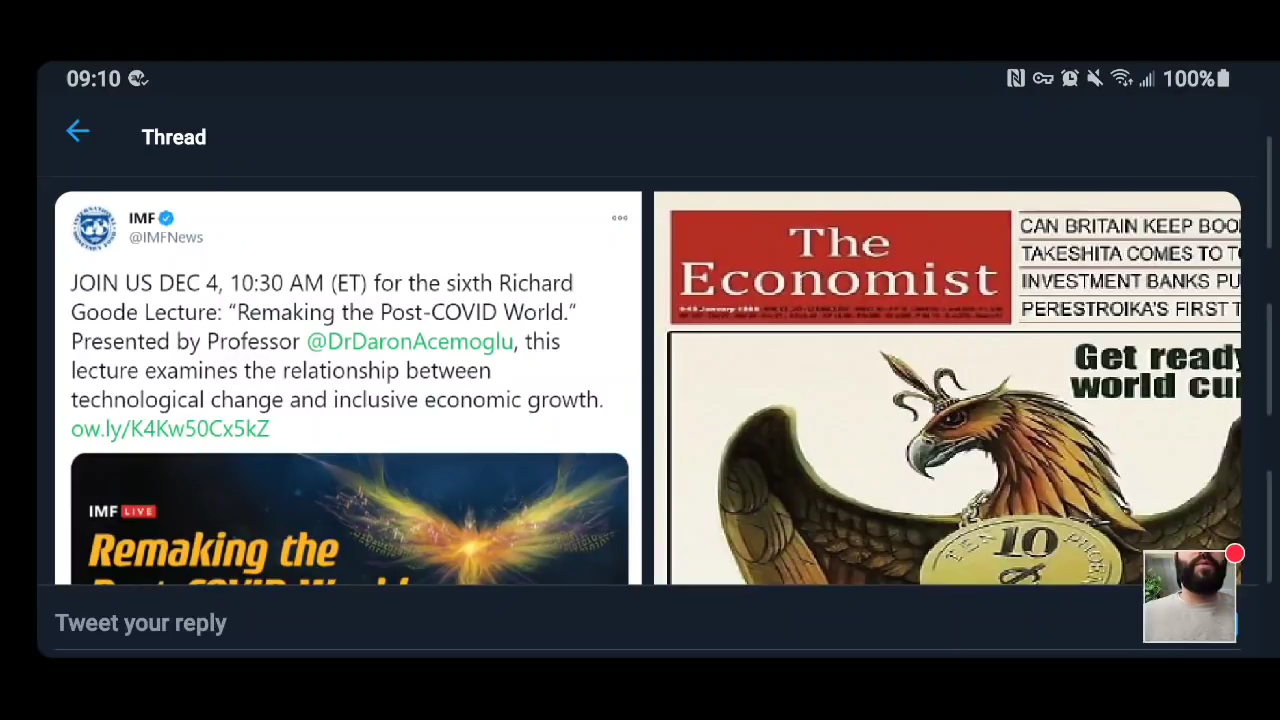 09:10
100%
Thread
IMF
@IMFNews
JOIN US DEC 4, 10:30 AM (ET) for the sixth Richard
Goode Lecture: “Remaking the Post-COVID World.“
Presented by Professor @DrDaronAcemoglu, this
lecture examines the relationship between
technological change and inclusive economic growth.
ow.ly/K4Kw50Cx5kZ
IMF LIVE
Remaking the
The
Economist
CAN BRITAIN KEEP BOO
TAKESHITA COMES TO T
INVESTMENT BANKS PU
PERESTROIKA'S FIRST T
Get ready
world cur
TEN 10 PHOE
Tweet your reply